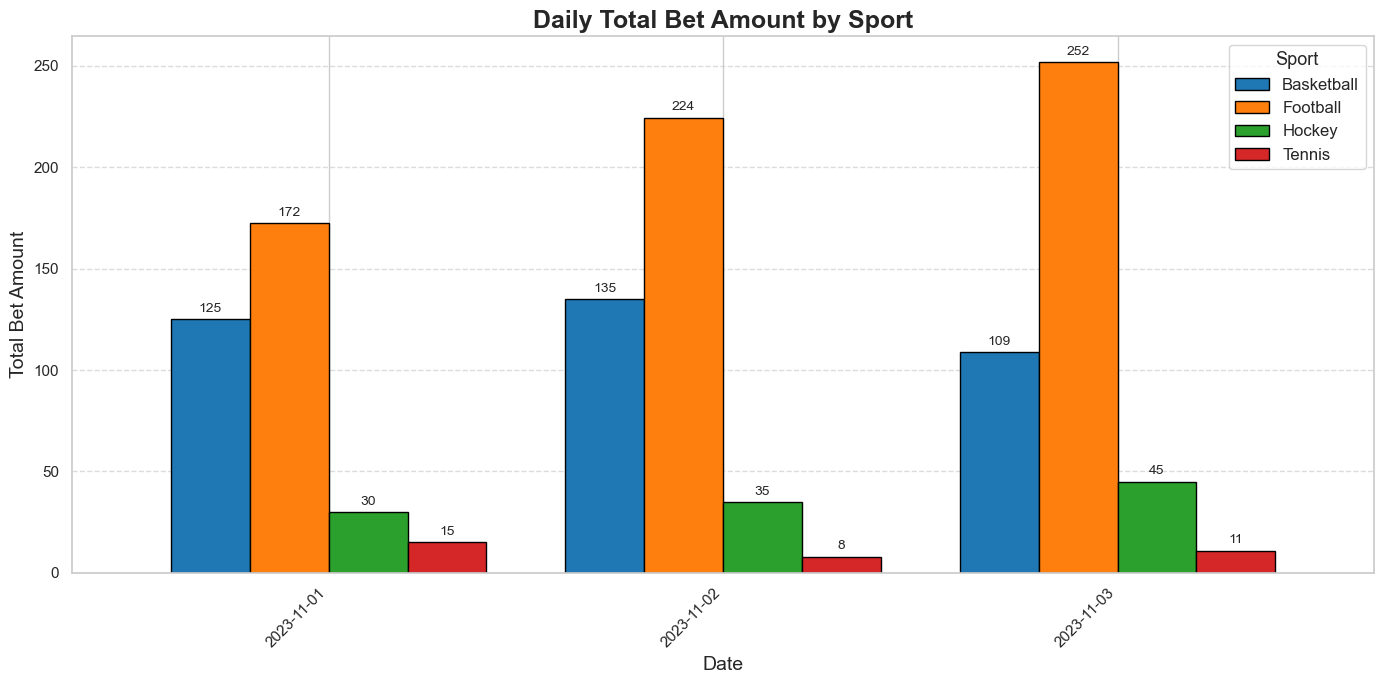 Daily Total Bet Amount by Sport
Total Bet Amount
250
200
150
100
50
0
125
172
30
15
135
224
35
8
109
252
45
11
Sport
Basketball
Football
Hockey
Tennis
2023-11-01
2023-11-02
2023-11-03
Date